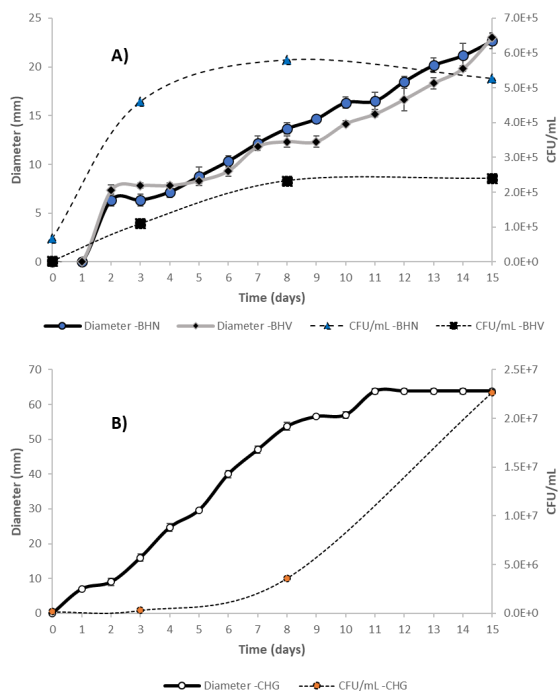 A)
Diameter (mm)
25
20
15
10
5
0
7.0E+5
6.0E+5
5.0E+5
4.0E+5
3.0E+5
2.0E+5
1.0E+5
0.0E+0
CFU/mL
0 1 2 3 4 5 6 7 8 9 10 11 12 13 14 15
Time (days)
Diameter -BHN Diameter -BHV CFU/mL -BHN CFU/mL -BHV
B)
Diameter (mm)
70
60
50
40
30
20
10
0
2.5E+7
2.0E+7
1.5E+7
1.0E+7
5.0E+6
0.0E+0
CFU/mL
0 1 2 3 4 5 6 7 8 9 10 11 12 13 14 15
Time (days)
Diameter -CHG CFU/mL -CHG